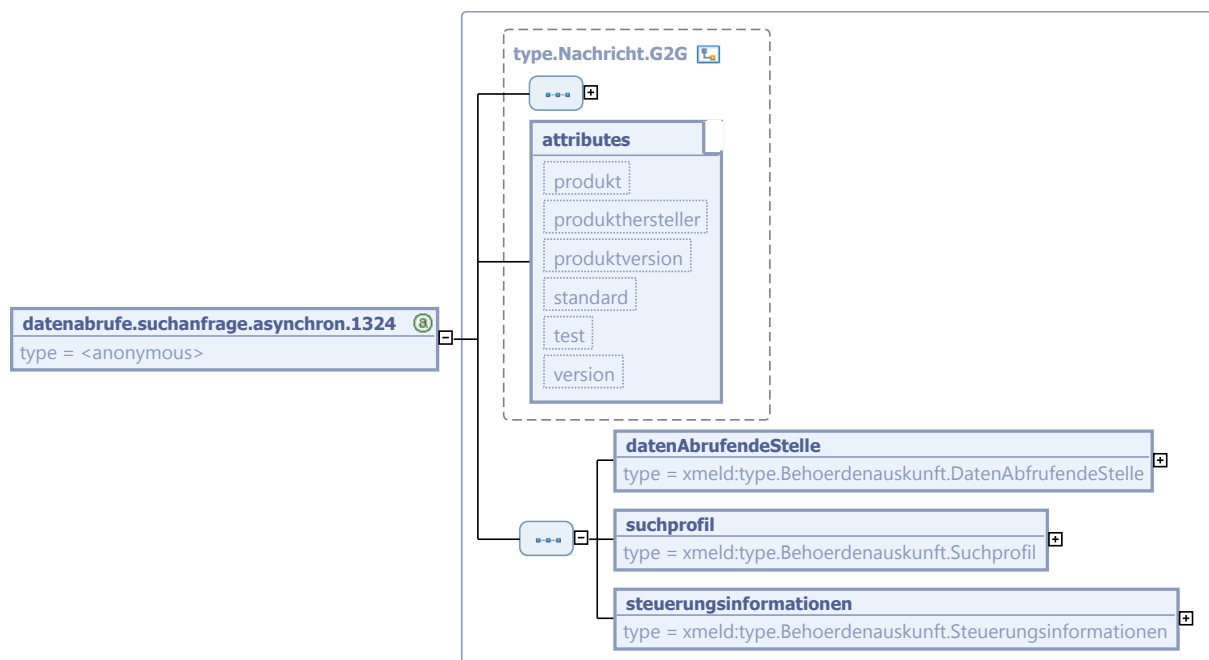 type.Nachricht.G2G
attributes
produkt
produkthersteller
produktversion
standard
test
version
datenabrufe.suchanfrage.asynchron.1324 @
type = <anonymous>
datenAbrufendeStelle
type = xmeld:type.Behoerdenauskunft.DatenAbfrufendeStelle
suchprofil
type = xmeld:type.Behoerdenauskunft.Suchprofil
steuerungsinformationen
type = xmeld:type.Behoerdenauskunft.Steuerungsinformationen